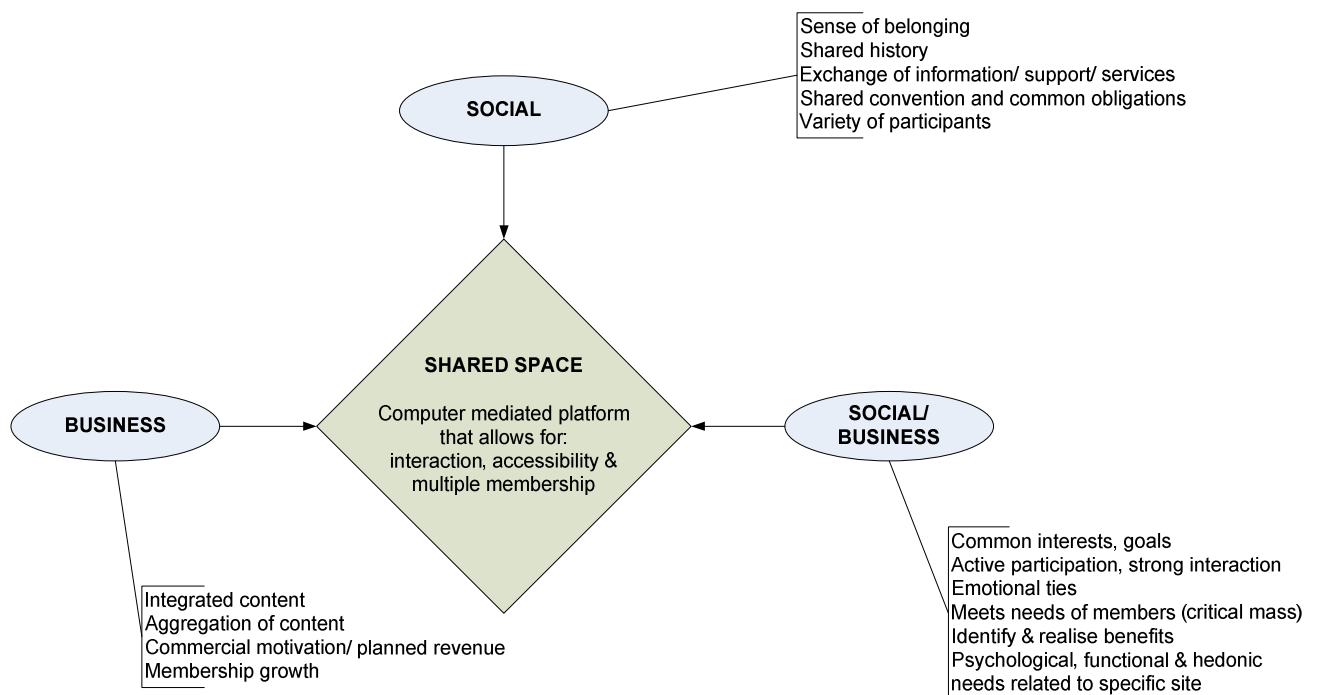 Sense of belonging
Shared history
Exchange of information/ support/ services
Shared convention and common obligations
Variety of participants
SOCIAL
SHARED SPACE
Computer mediated platform
that allows for:
interaction, accessibility &
multiple membership
BUSINESS
SOCIAL/
BUSINESS
Integrated content
Aggregation of content
Commercial motivation/ planned revenue
Membership growth
Common interests, goals
Active participation, strong interaction
Emotional ties
Meets needs of members (critical mass)
Identify & realise benefits
Psychological, functional & hedonic
needs related to specific site